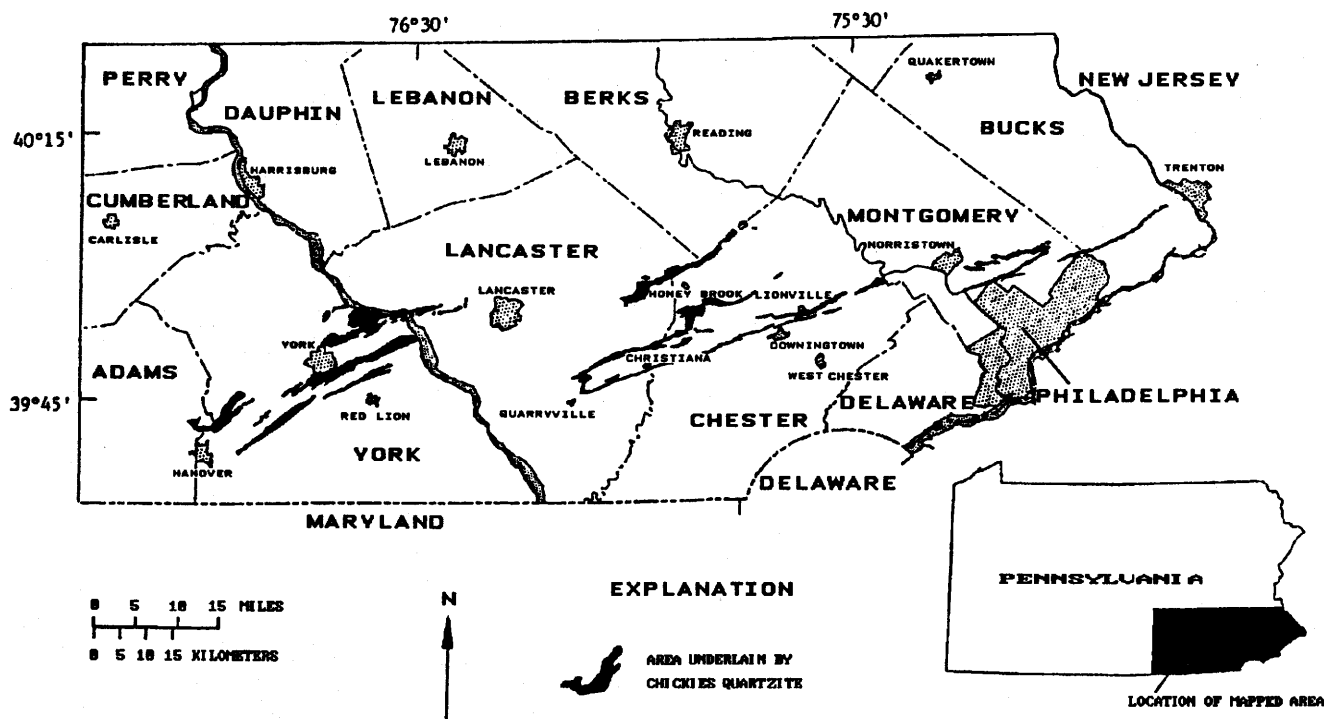 76°30' 75°30'
PERRY
DAUPHIN
LEBANON
BERKS
QUAKERTOWN
NEW JERSEY
BUCKS
40°15'
READING
LEBANON
HARRISBURG
TRENTON
CUMBERLAND
CARLISLE
MONTGOMERY
NORRISTOWN
LANCASTER
LANCASTER
HONEY BROOK
LIONVILLE
YORK
CHRISTIANA
DOWNINGTOWN
WEST CHESTER
ADAMS
39°45'
RED LION
QUARRYVILLE
CHESTER
DELAWARE
PHILADELPHIA
HANOVER
YORK
DELAWARE
MARYLAND
PENNSYLVANIA
LOCATION OF MAPPED AREA
0 5 10 15 MILES
0 5 10 15 KILOMETERS
N
EXPLANATION
AREA UNDERLAIN BY
CHICKIES QUARTZITE